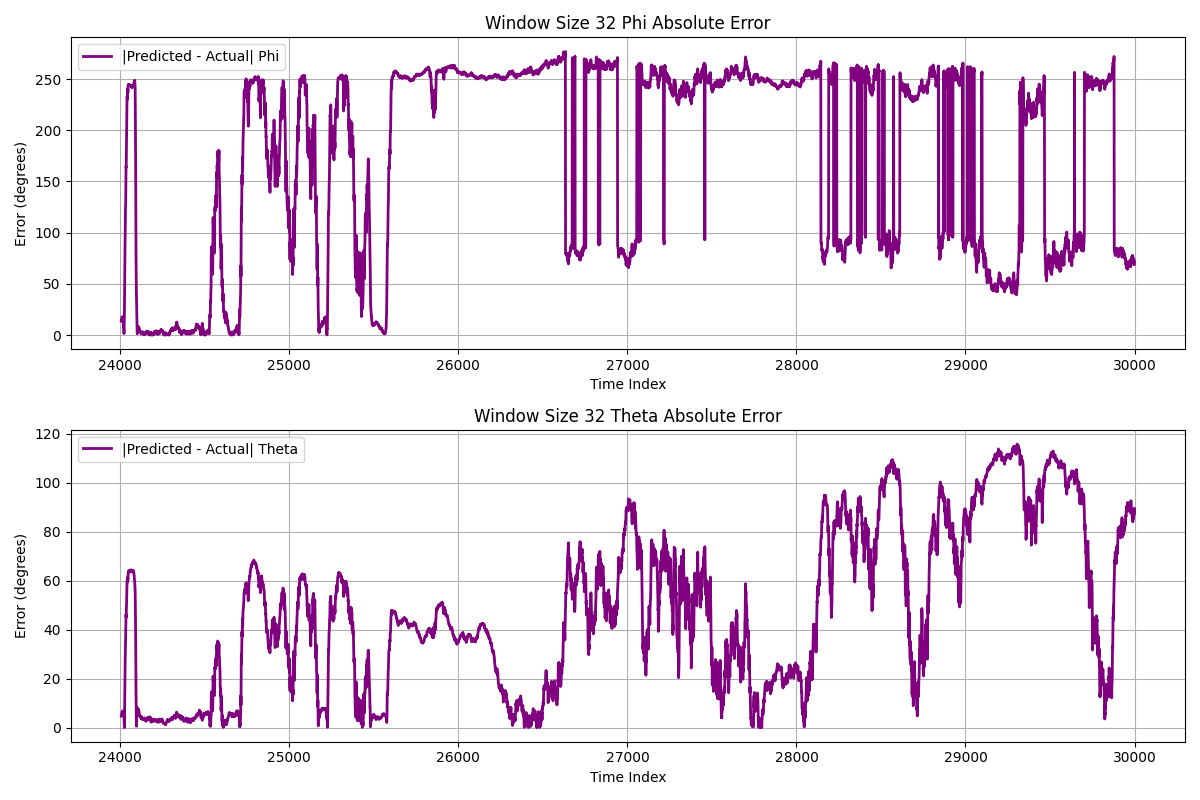 Window Size 32 Phi Absolute Error
|Predicted - Actual| Phi
Error (degrees)
250
200
150
100
50
0
24000 25000 26000 27000 28000 29000 30000
Time Index
Window Size 32 Theta Absolute Error
|Predicted - Actual| Theta
Error (degrees)
120
100
80
60
40
20
0
24000 25000 26000 27000 28000 29000 30000
Time Index